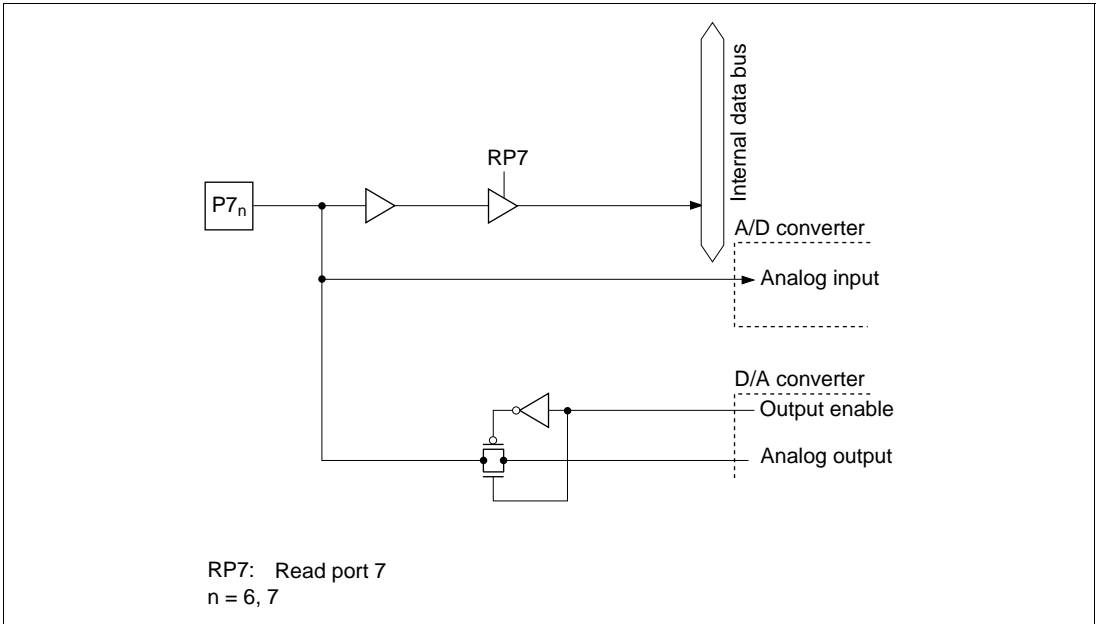 Internal data bus
RP7
P7n
A/D converter
Analog input
D/A converter
Output enable
Analog output
RP7: Read port 7
n = 6, 7